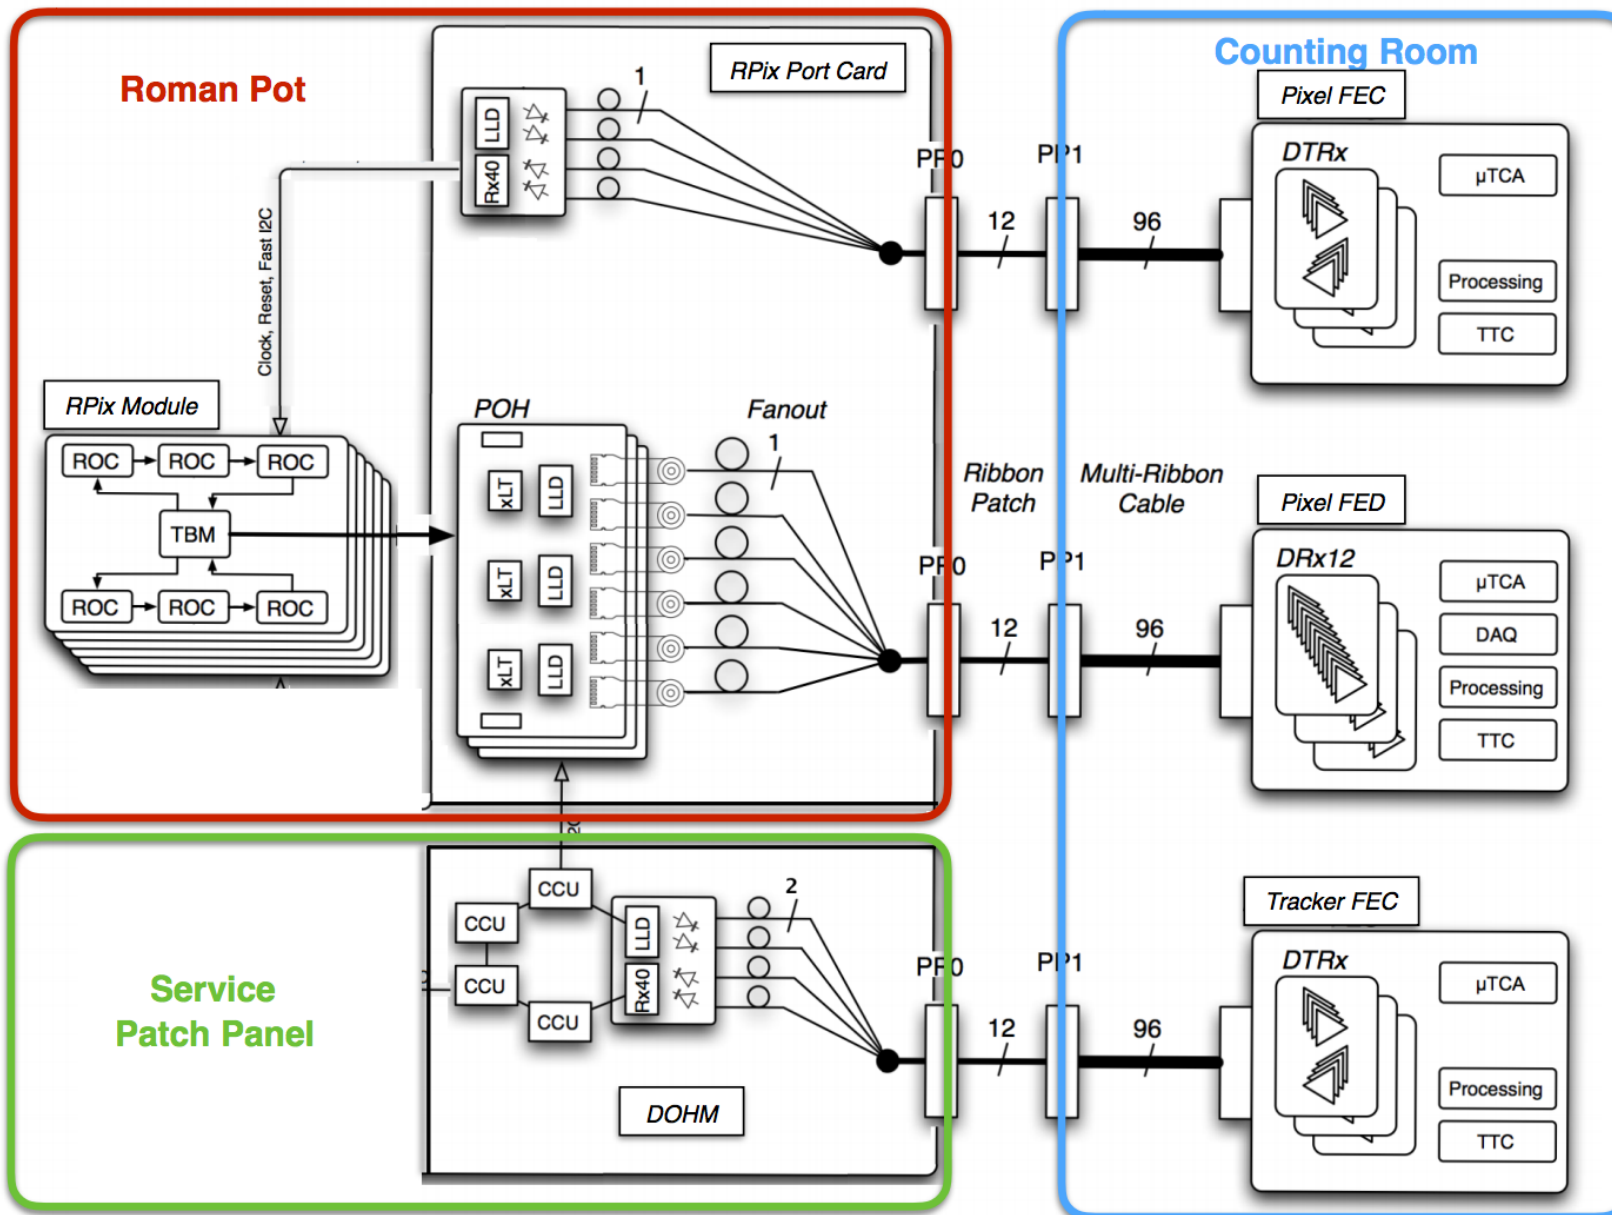 Roman Pot
RPix Port Card
Counting Room
Pixel FEC
1
LLD
Rx40
PP0
PP1
12
96
DTRx
µTCA
Processing
TTC
Clock, Reset, Fast I2C
RPix Module
ROC
ROC
ROC
TBM
ROC
ROC
ROC
POH
Fanout
1
xLT
LLD
xLT
LLD
xLT
LLD
Ribbon
Patch
Multi-Ribbon
Cable
PP0
PP1
12
96
Pixel FED
DRx12
µTCA
DAQ
Processing
TTC
Service
Patch Panel
CCU
CCU
CCU
CCU
LLD
Rx40
2
DOHM
PP0
PP1
12
96
Tracker FEC
DTRx
µTCA
Processing
TTC